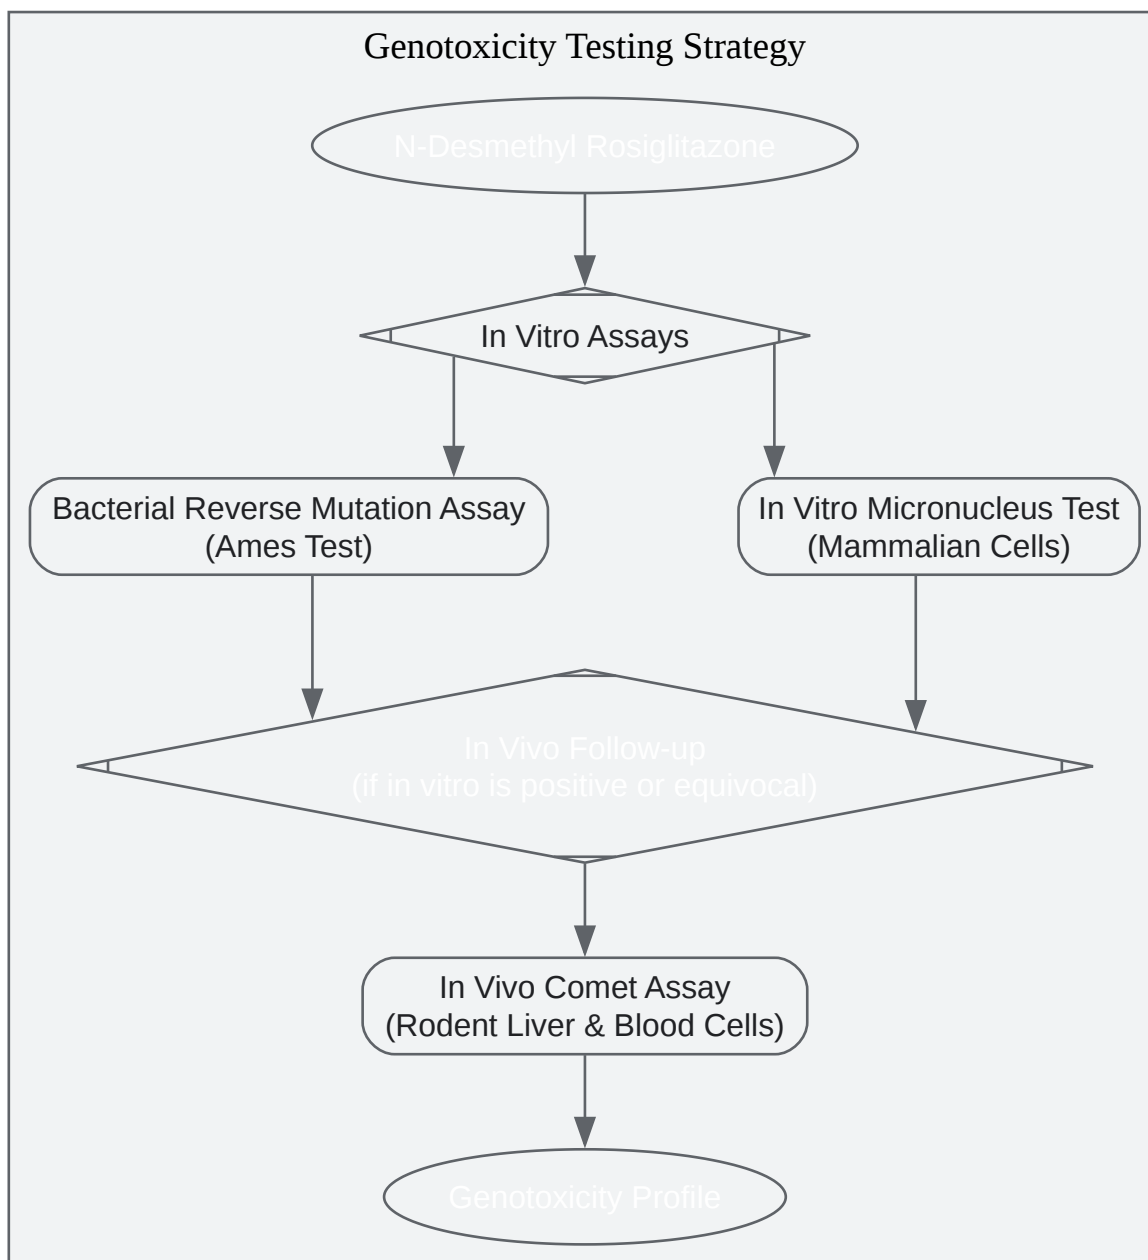 Genotoxicity Testing Strategy
N-Desmethyl Rosiglitazone
In Vitro Assays
Bacterial Reverse Mutation Assay
(Ames Test)
In Vitro Micronucleus Test
(Mammalian Cells)
In Vivo Follow-up
(if in vitro is positive or equivocal)
In Vivo Comet Assay
(Rodent Liver & Blood Cells)
Genotoxicity Profile